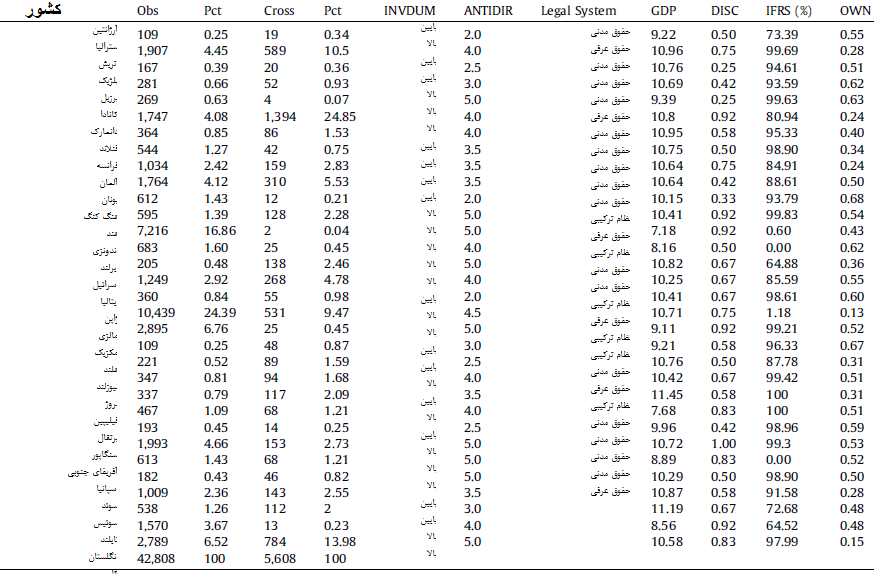 کشور Obs Pct Cross Pct INVDUM ANTIDIR Legal System GDP DISC IFRS (%) OWN
آرژانتین 109 0.25 19 0.34 بایین 2.0 حقوق مدنی 9.22 0.50 73.39 0.55
سترالیا 1,907 4.45 589 10.5 بالا 4.0 حقوق عرفی 10.96 0.75 99.69 0.28
تریش 167 0.39 20 0.36 بایین 2.5 حقوق مدنی 10.76 0.25 94.61 0.51
بلژیک 281 0.66 52 0.93 بایین 3.0 حقوق مدنی 10.69 0.42 93.59 0.62
برزیل 269 0.63 4 0.07 بالا 5.0 حقوق مدنی 9.39 0.25 99.63 0.63
کانادا 1,747 4.08 1,394 24.85 بالا 4.0 حقوق عرفی 10.8 0.92 80.94 0.24
دانمارک 364 0.85 86 1.53 بالا 4.0 حقوق مدنی 10.95 0.58 95.33 0.40
فنلاند 544 1.27 42 0.75 بایین 3.5 حقوق مدنی 10.75 0.50 98.90 0.34
فرانسه 1,034 2.42 159 2.83 بایین 3.5 حقوق مدنی 10.64 0.75 84.91 0.24
آلمان 1,764 4.12 310 5.53 بایین 3.5 حقوق مدنی 10.64 0.42 88.61 0.50
یونان 612 1.43 12 0.21 بایین 2.0 حقوق مدنی 10.15 0.33 93.79 0.68
هنگ کنگ 595 1.39 128 2.28 بالا 5.0 نظام ترکیبی 10.41 0.92 99.83 0.54
هند 7,216 16.86 2 0.04 بالا 5.0 حقوق عرفی 7.18 0.92 0.60 0.43
ندونزی 683 1.60 25 0.45 بالا 4.0 نظام ترکیبی 8.16 0.50 0.00 0.62
یرلند 205 0.48 138 2.46 بالا 5.0 حقوق مدنی 10.82 0.67 64.88 0.36
سرائیل 1,249 2.92 268 4.78 بالا 4.0 حقوق مدنی 10.25 0.67 85.59 0.55
یتالیا 360 0.84 55 0.98 بایین 2.0 نظام ترکیبی 10.41 0.67 98.61 0.60
ژاپن 10,439 24.39 531 9.47 بالا 4.5 حقوق عرفی 10.71 0.75 1.18 0.13
مالزی 2,895 6.76 25 0.45 بالا 5.0 نظام ترکیبی 9.11 0.92 99.21 0.52
مکزیک 109 0.25 48 0.87 بایین 3.0 نظام ترکیبی 9.21 0.58 96.33 0.67
هلند 221 0.52 89 1.59 بایین 2.5 حقوق مدنی 10.76 0.50 87.78 0.31
نیوزلند 347 0.81 94 1.68 بالا 4.0 حقوق عرفی 10.42 0.67 99.42 0.51
نروژ 337 0.79 117 2.09 بایین 3.5 نظام ترکیبی 11.45 0.58 100 0.31
فیلیپین 467 1.09 68 1.21 بالا 4.0 حقوق مدنی 7.68 0.83 100 0.51
پرتقال 193 0.45 14 0.25 بایین 2.5 حقوق مدنی 9.96 0.42 98.96 0.59
سنگاپور 1,993 4.66 153 2.73 بالا 5.0 حقوق مدنی 10.72 1.00 99.3 0.53
آفریقای جنوبی 613 1.43 68 1.21 بالا 5.0 حقوق مدنی 8.89 0.83 0.00 0.52
سپانیا 182 0.43 46 0.82 بالا 5.0 حقوق عرفی 10.29 0.50 98.90 0.50
سوئد 1,009 2.36 143 2.55 بایین 3.5 10.87 0.58 91.58 0.28
سوئیس 538 1.26 112 2 بایین 3.0 11.19 0.67 72.68 0.48
تایلند 1,570 3.67 13 0.23 بالا 4.0 8.56 0.92 64.52 0.48
نگلستان 2,789 6.52 784 13.98 بالا 5.0 10.58 0.83 97.99 0.15
42,808 100 5,608 100